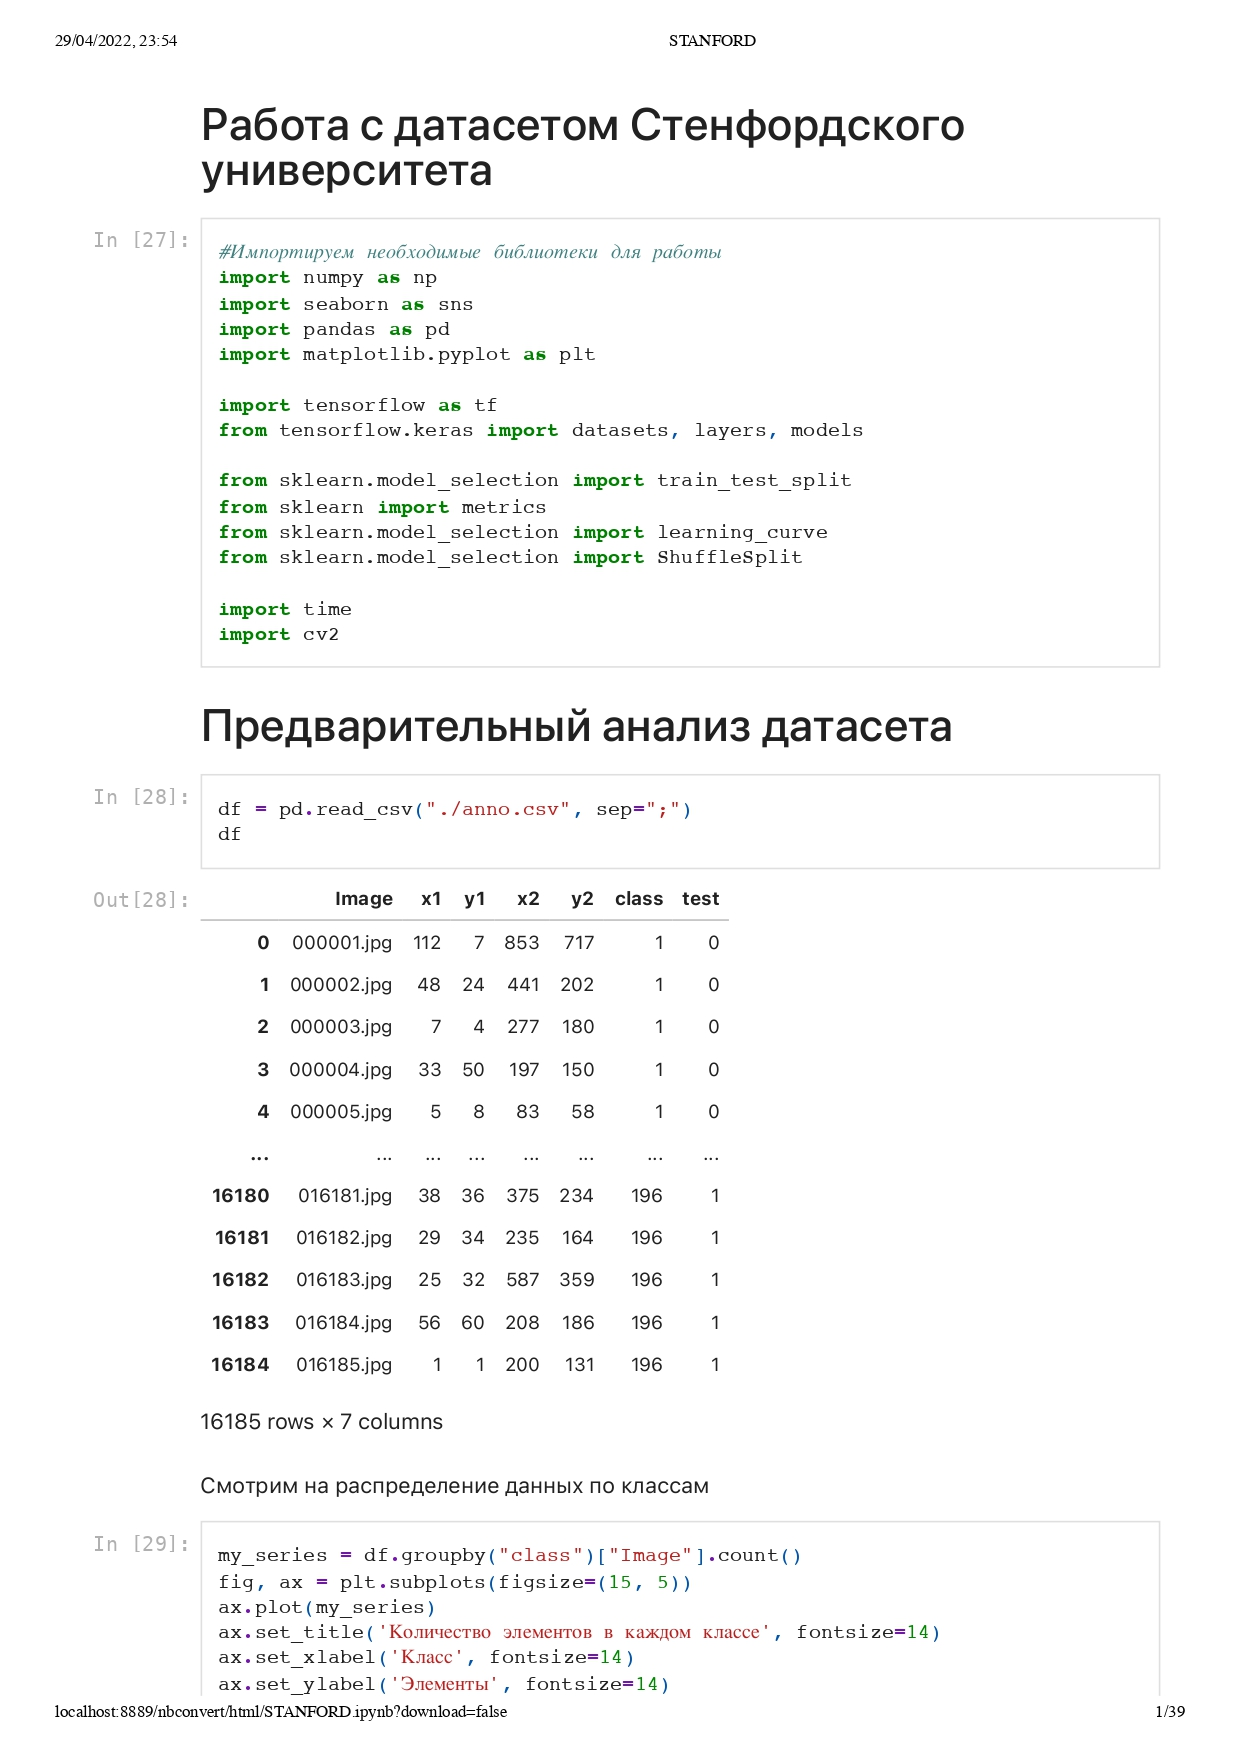 29/04/2022, 23:54 STANFORD
Работа с датасетом Стенфордского
университета
In [27]:
#Импортируем необходимые библиотеки для работы
import numpy as np
import seaborn as sns
import pandas as pd
import matplotlib.pyplot as plt
import tensorflow as tf
from tensorflow.keras import datasets, layers, models
from sklearn.model_selection import train_test_split
from sklearn import metrics
from sklearn.model_selection import learning_curve
from sklearn.model_selection import ShuffleSplit
import time
import cv2
Предварительный анализ датасета
In [28]:
df = pd.read_csv("./anno.csv", sep=";")
df
Out[28]:
Image x1 y1 x2 y2 class test
0 000001.jpg 112 7 853 717 1 0
1 000002.jpg 48 24 441 202 1 0
2 000003.jpg 7 4 277 180 1 0
3 000004.jpg 33 50 197 150 1 0
4 000005.jpg 5 8 83 58 1 0
... ... ... ... ... ... ... ...
16180 016181.jpg 38 36 375 234 196 1
16181 016182.jpg 29 34 235 164 196 1
16182 016183.jpg 25 32 587 359 196 1
16183 016184.jpg 56 60 208 186 196 1
16184 016185.jpg 1 1 200 131 196 1
16185 rows × 7 columns
Смотрим на распределение данных по классам
In [29]:
my_series = df.groupby("class")["Image"].count()
fig, ax = plt.subplots(figsize=(15, 5))
ax.plot(my_series)
ax.set_title('Количество элементов в каждом классе', fontsize=14)
ax.set_xlabel('Класс', fontsize=14)
ax.set_ylabel('Элементы', fontsize=14)
localhost:8889/nbconvert/html/STANFORD.ipynb?download=false 1/39